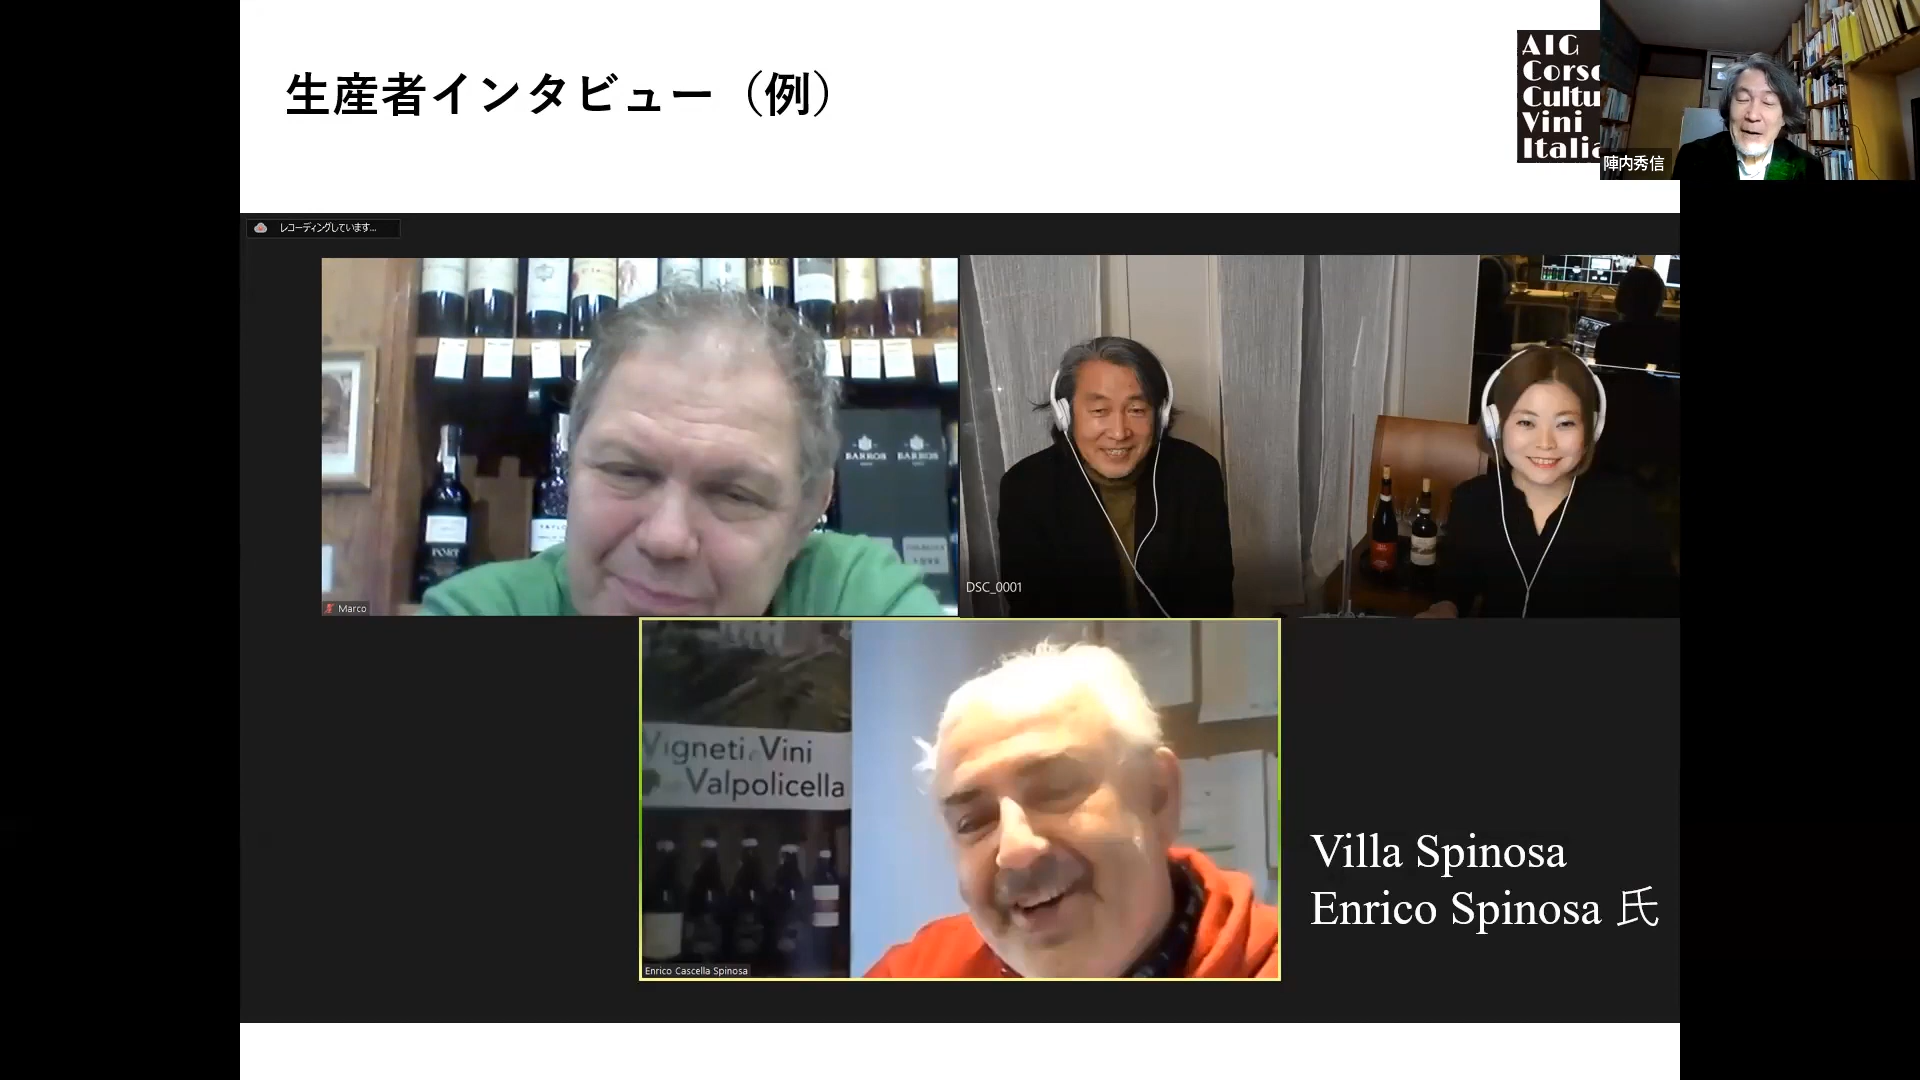 生産者インタビュー（例）
AIC
Corso
Cultu
Vini
Italia
陣内秀信
レコーディングしています...
BARROS
BARROS
PORT
TAYLO
Marco
DSC_0001
Vigneti e Vini
Valpolicella
Enrico Cascella Spinosa
Villa Spinosa
Enrico Spinosa 氏